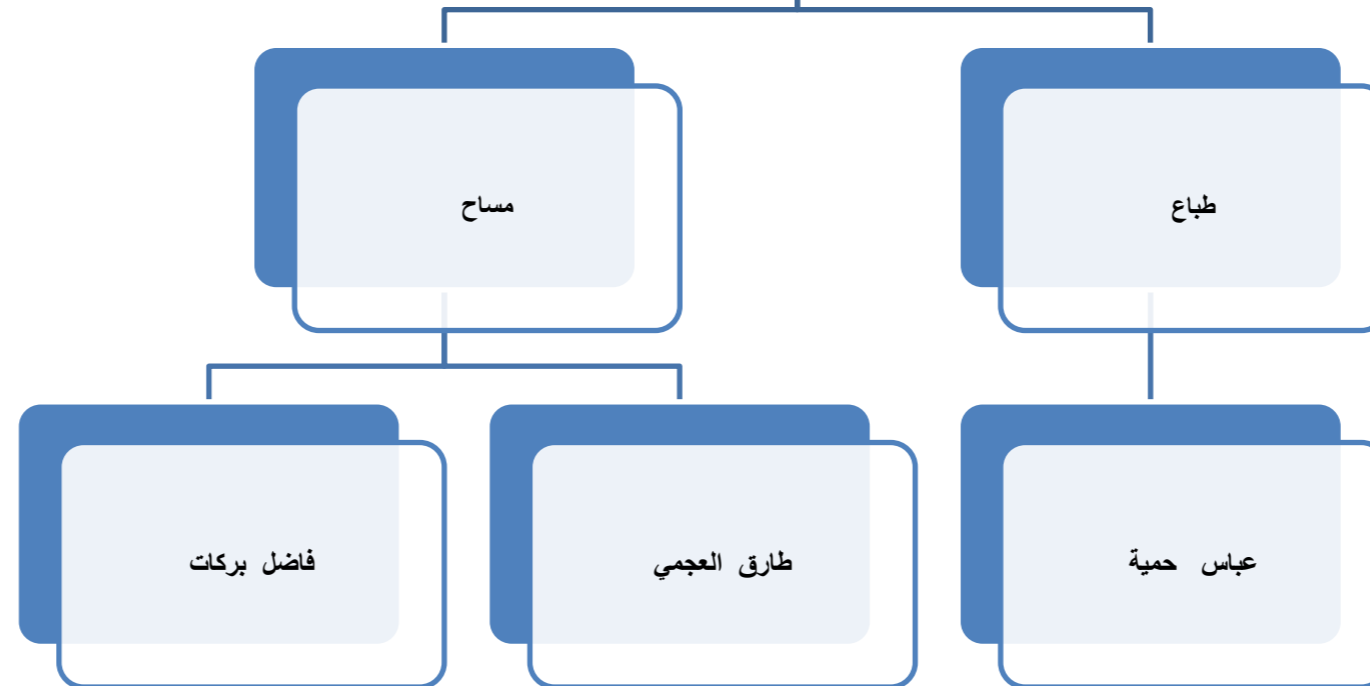 طباع
مساح
عباس حمية
طارق العجمي
فاضل بركات